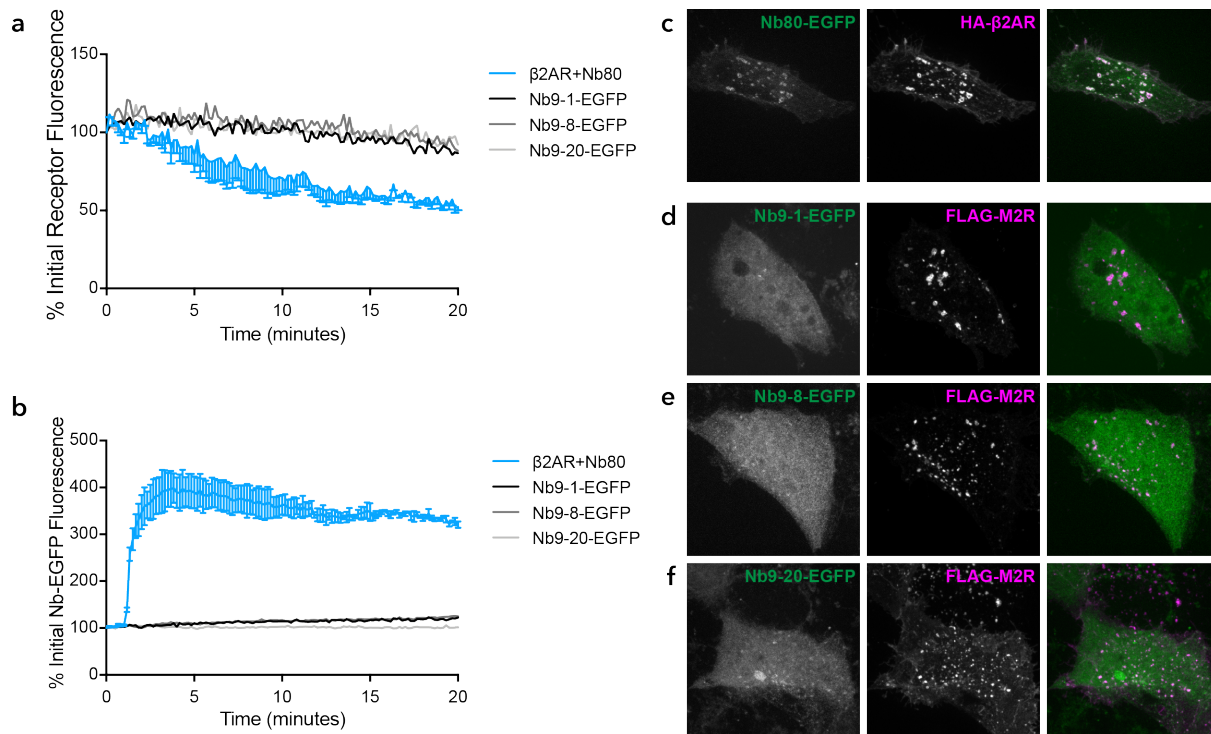 a
% Initial Receptor Fluorescence
150
100
50
0
0 5 10 15 20
Time (minutes)
β2AR+Nb80
Nb9-1-EGFP
Nb9-8-EGFP
Nb9-20-EGFP
b
% Initial Nb-EGFP Fluorescence
500
400
300
400
100
0
0 5 10 15 20
Time (minutes)
β2AR+Nb80
Nb9-1-EGFP
Nb9-8-EGFP
Nb9-20-EGFP
c
Nb80-EGFP HA-β2AR
d
Nb9-1-EGFP FLAG-M2R
e
Nb9-8-EGFP FLAG-M2R
f
Nb9-20-EGFP FLAG-M2R